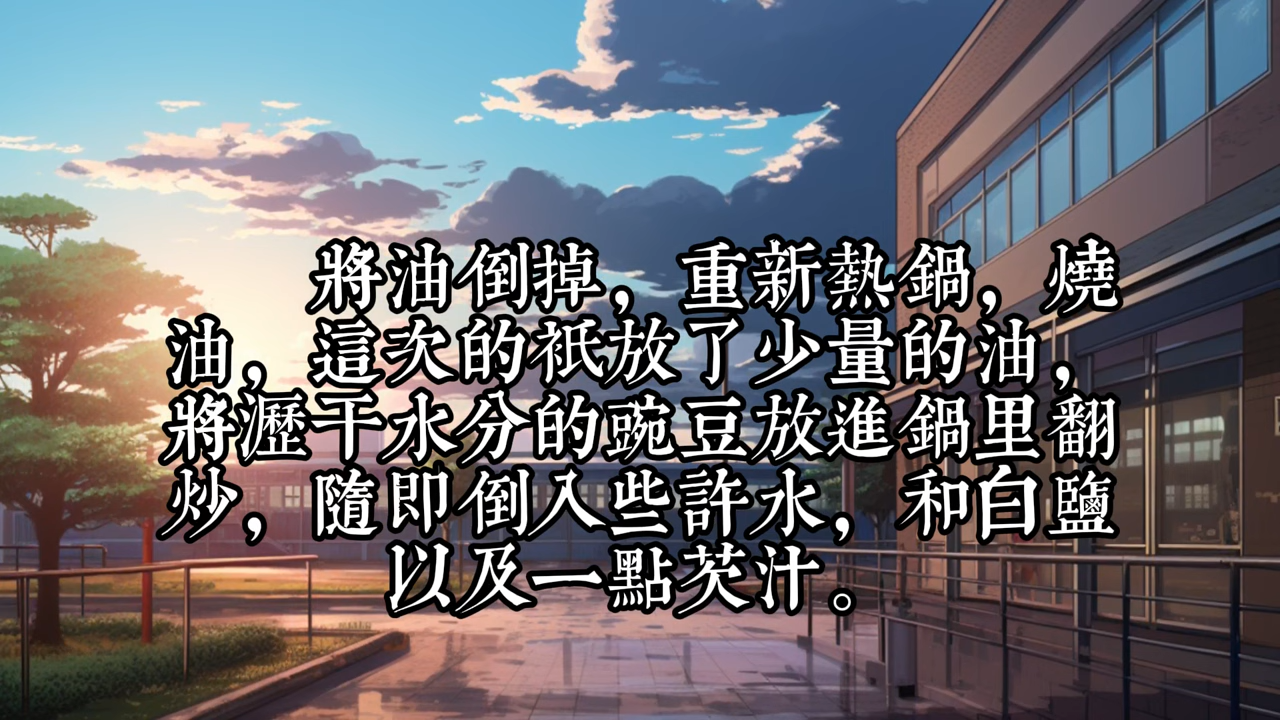 將油倒掉，重新熱鍋，燒
油，這次的衹放了少量的油，
將瀝干水分的豌豆放進鍋里翻
炒，隨即倒入些許水，和白鹽
以及一點芡汁。